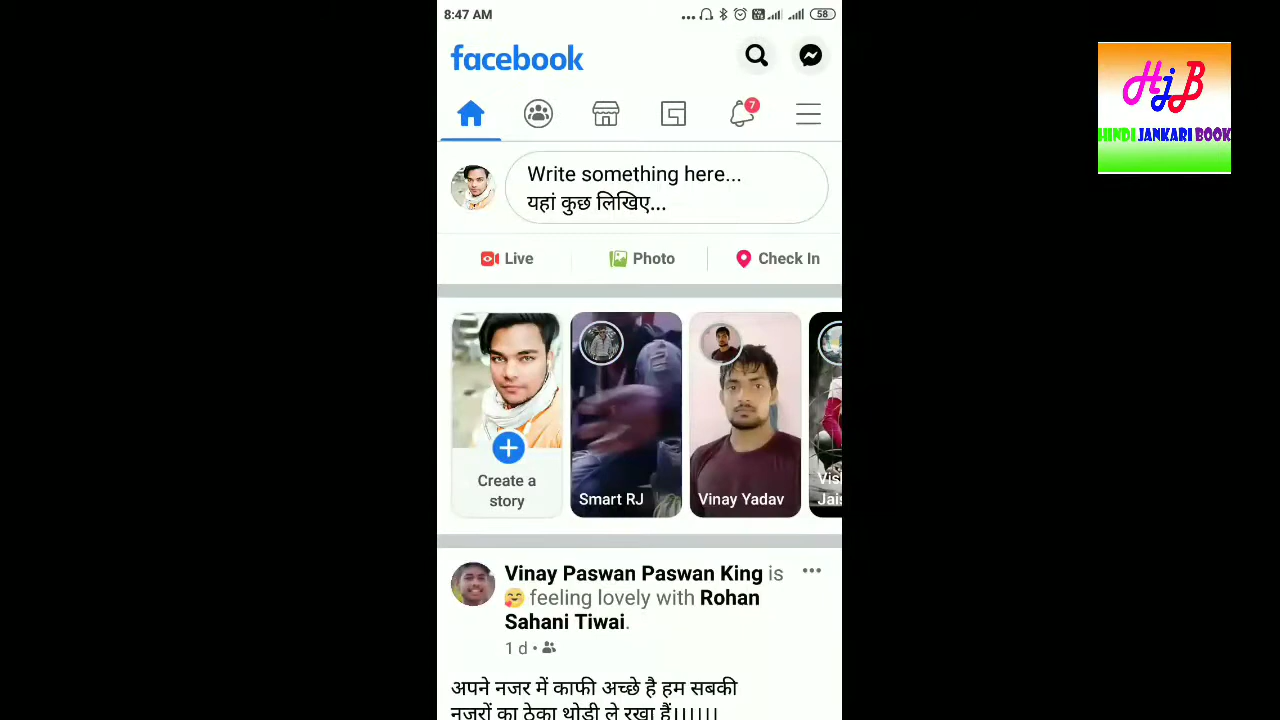 8:47 AM
58
facebook
7
Write something here...
यहां कुछ लिखिए...
Live
Photo
Check In
Create a
story
Smart RJ
Vinay Yadav
Vinay Paswan Paswan King is
feeling lovely with Rohan
Sahani Tiwai.
1 d
अपने नजर में काफी अच्छे है हम सबकी
नजरों का ठेका थोडी ले रखा हैं।।।।।।
HjB
HINDI JANKARI BOOK